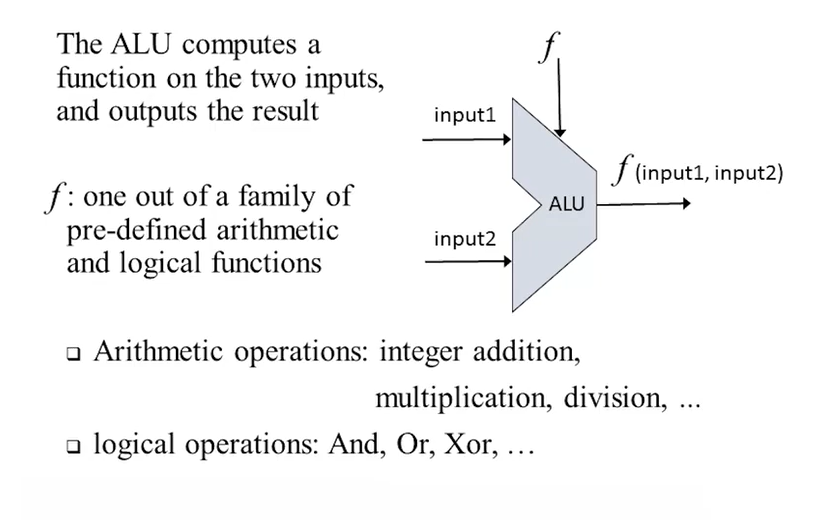 The ALU computes a
function on the two inputs,
and outputs the result
f: one out of a family of
pre-defined arithmetic
and logical functions
f
input1
input2
ALU
f (input1, input2)
❑ Arithmetic operations: integer addition,
multiplication, division, ...
❑ logical operations: And, Or, Xor, …